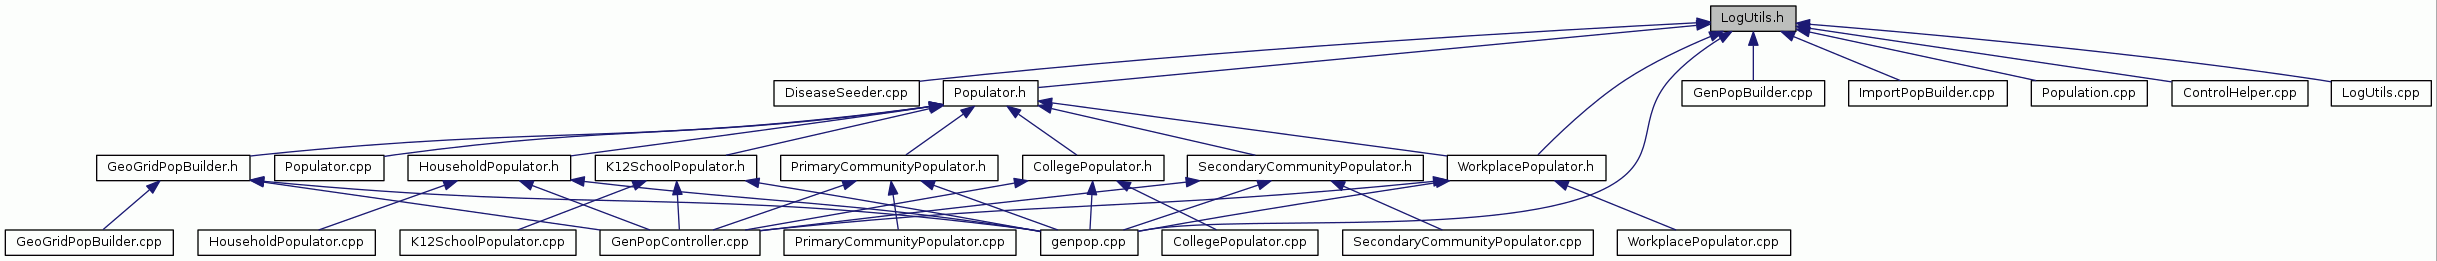 LogUtils.h
DiseaseSeeder.cpp
Populator.h
GenPopBuilder.cpp
ImportPopBuilder.cpp
Population.cpp
ControlHelper.cpp
LogUtils.cpp
GeoGridPopBuilder.h
Populator.cpp
HouseholdPopulator.h
K12SchoolPopulator.h
PrimaryCommunityPopulator.h
CollegePopulator.h
SecondaryCommunityPopulator.h
WorkplacePopulator.h
GeoGridPopBuilder.cpp
HouseholdPopulator.cpp
K12SchoolPopulator.cpp
GenPopController.cpp
PrimaryCommunityPopulator.cpp
genpop.cpp
CollegePopulator.cpp
SecondaryCommunityPopulator.cpp
WorkplacePopulator.cpp